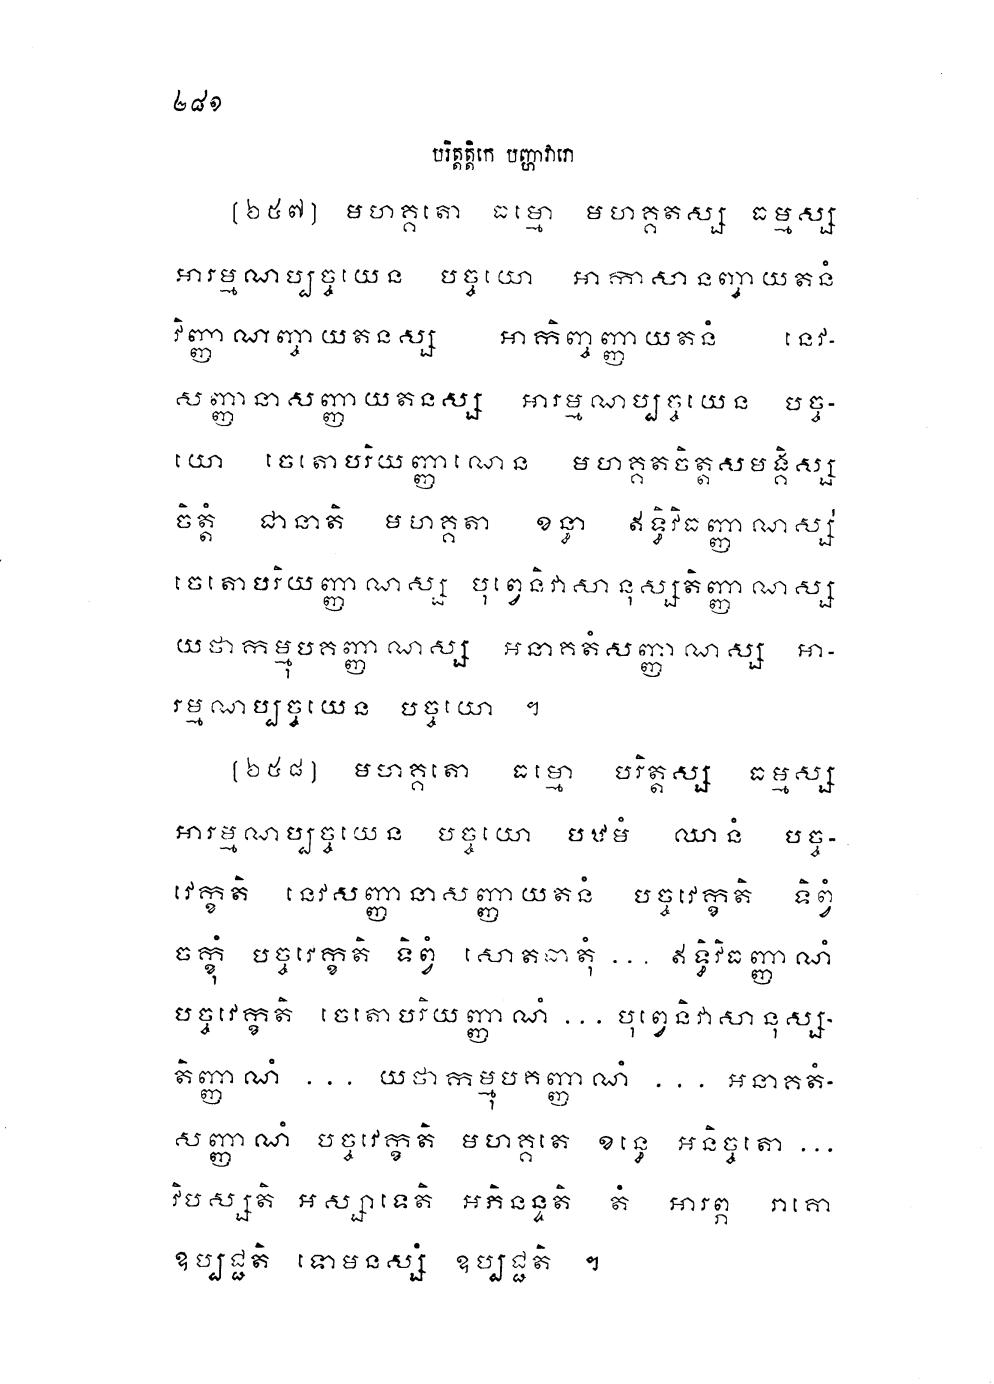 ២៨១
បរិត្តត្តិកេ បញ្ហាវារោ
(៦៥៧) មហគ្គតោ ធម្មោ មហគ្គតស្ស ធម្មស្ស
អារម្មណប្បច្ចយេន បច្ចយោ អាកាសានញ្ចាយតនំ
វិញ្ញាណញ្ចាយតនស្ស អាកិញ្ចញ្ញាយតនំ នេវ-
សញ្ញានាសញ្ញាយតនស្ស អារម្មណប្បច្ចយេន បច្ច-
យោ ចេតោបរិយញ្ញាណេន មហគ្គតចិត្តសមង្គិស្ស
ចិត្តំ ជានាតិ មហគ្គតា ខន្ធា ឥទ្ធិវិធញ្ញាណស្ស
ចេតោបរិយញ្ញាណស្ស បុព្វេនិវាសានុស្សតិញ្ញាណស្ស
យថាកម្មុបគញ្ញាណស្ស អនាគតំសញ្ញាណស្ស អា-
រម្មណប្បច្ចយេន បច្ចយោ ។
(៦៥៨) មហគ្គតោ ធម្មោ បរិត្តស្ស ធម្មស្ស
អារម្មណប្បច្ចយេន បច្ចយោ បឋមំ ឈានំ បច្ច-
វេក្ខតិ នេវសញ្ញានាសញ្ញាយតនំ បច្ចវេក្ខតិ ទិព្វំ
ចក្ខុំ បច្ចវេក្ខតិ ទិព្វំ សោតធាតុំ ... ឥទ្ធិវិធញ្ញាណំ
បច្ចវេក្ខតិ ចេតោបរិយញ្ញាណំ ... បុព្វេនិវាសានុស្ស-
តិញ្ញាណំ ... យថាកម្មុបគញ្ញាណំ ... អនាគតំ-
សញ្ញាណំ បច្ចវេក្ខតិ មហគ្គតេ ខន្ធេ អនិច្ចតោ ...
វិបស្សតិ អស្សាទេតិ អភិនន្ទតិ តំ អារព្ភ រាគោ
ឧប្បជ្ជតិ ទោមនស្សំ ឧប្បជ្ជតិ ។